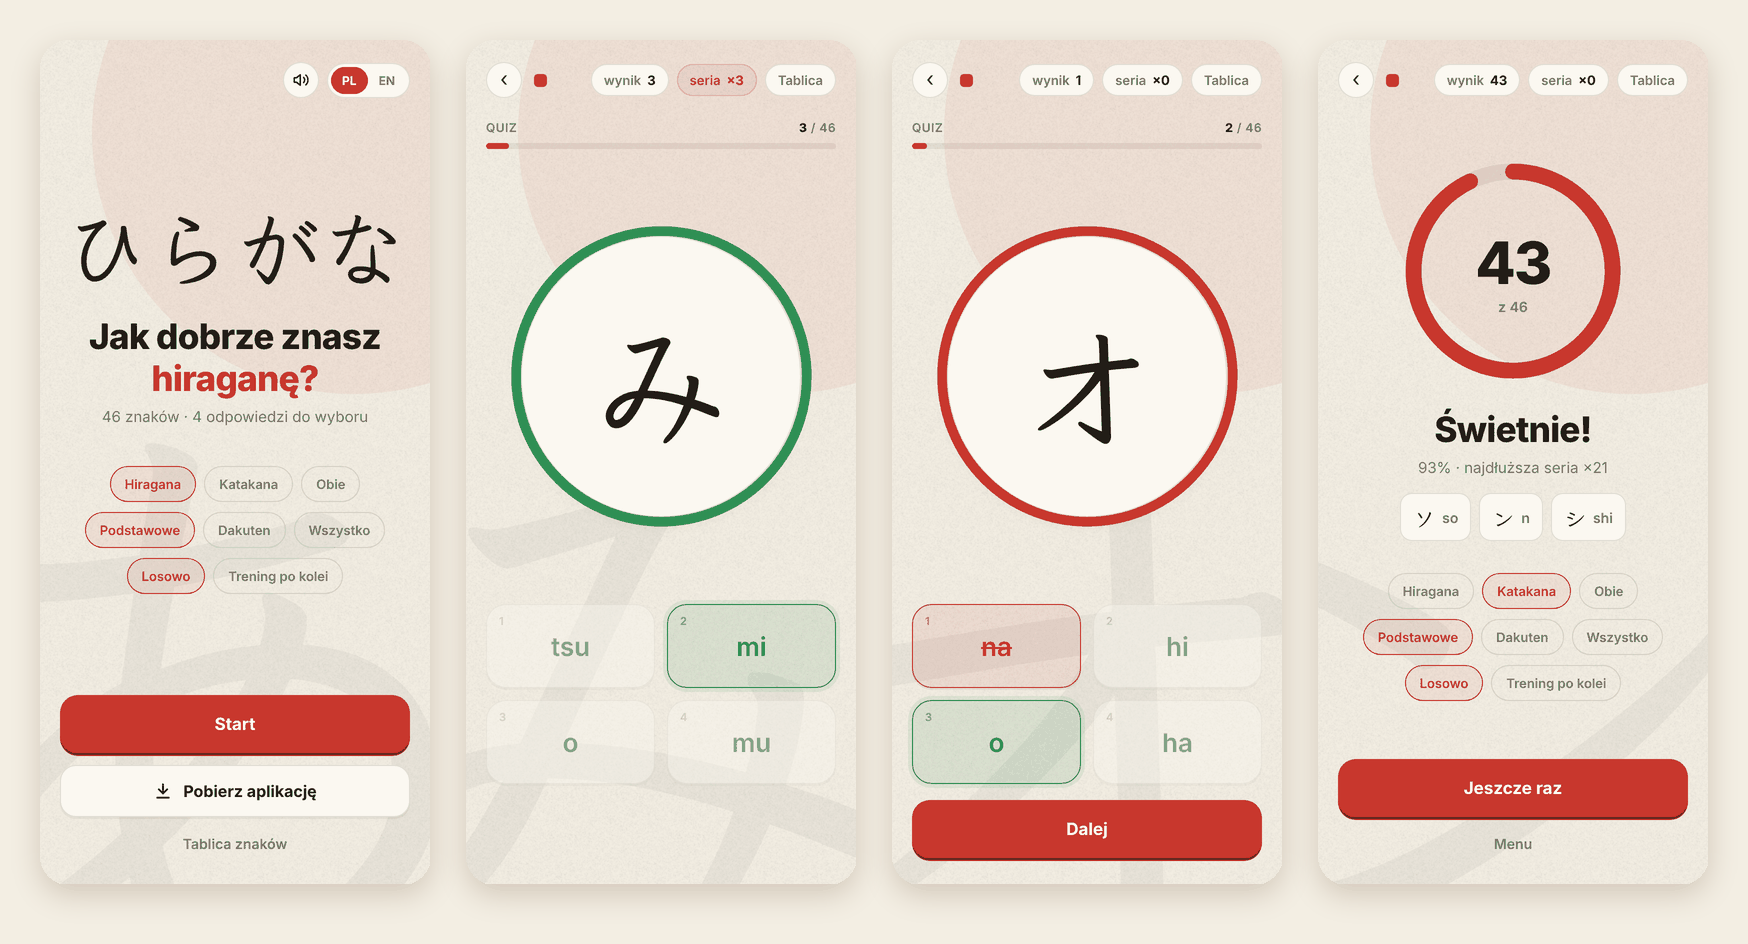 PL EN
ひらがな
Jak dobrze znasz
hiraganę?
46 znaków · 4 odpowiedzi do wyboru
Hiragana Katakana Obie
Podstawowe Dakuten Wszystko
Losowo Trening po kolei
Start
Pobierz aplikację
Tablica znaków
wynik 3 seria ×3 Tablica
QUIZ 3 / 46
み
1 tsu 2 mi
3 o 4 mu
wynik 1 seria ×0 Tablica
QUIZ 2 / 46
オ
1 na 2 hi
3 o 4 ha
Dalej
wynik 43 seria ×0 Tablica
43
z 46
Świetnie!
93% · najdłuższa seria ×21
ソ so ン n シ shi
Hiragana Katakana Obie
Podstawowe Dakuten Wszystko
Losowo Trening po kolei
Jeszcze raz
Menu